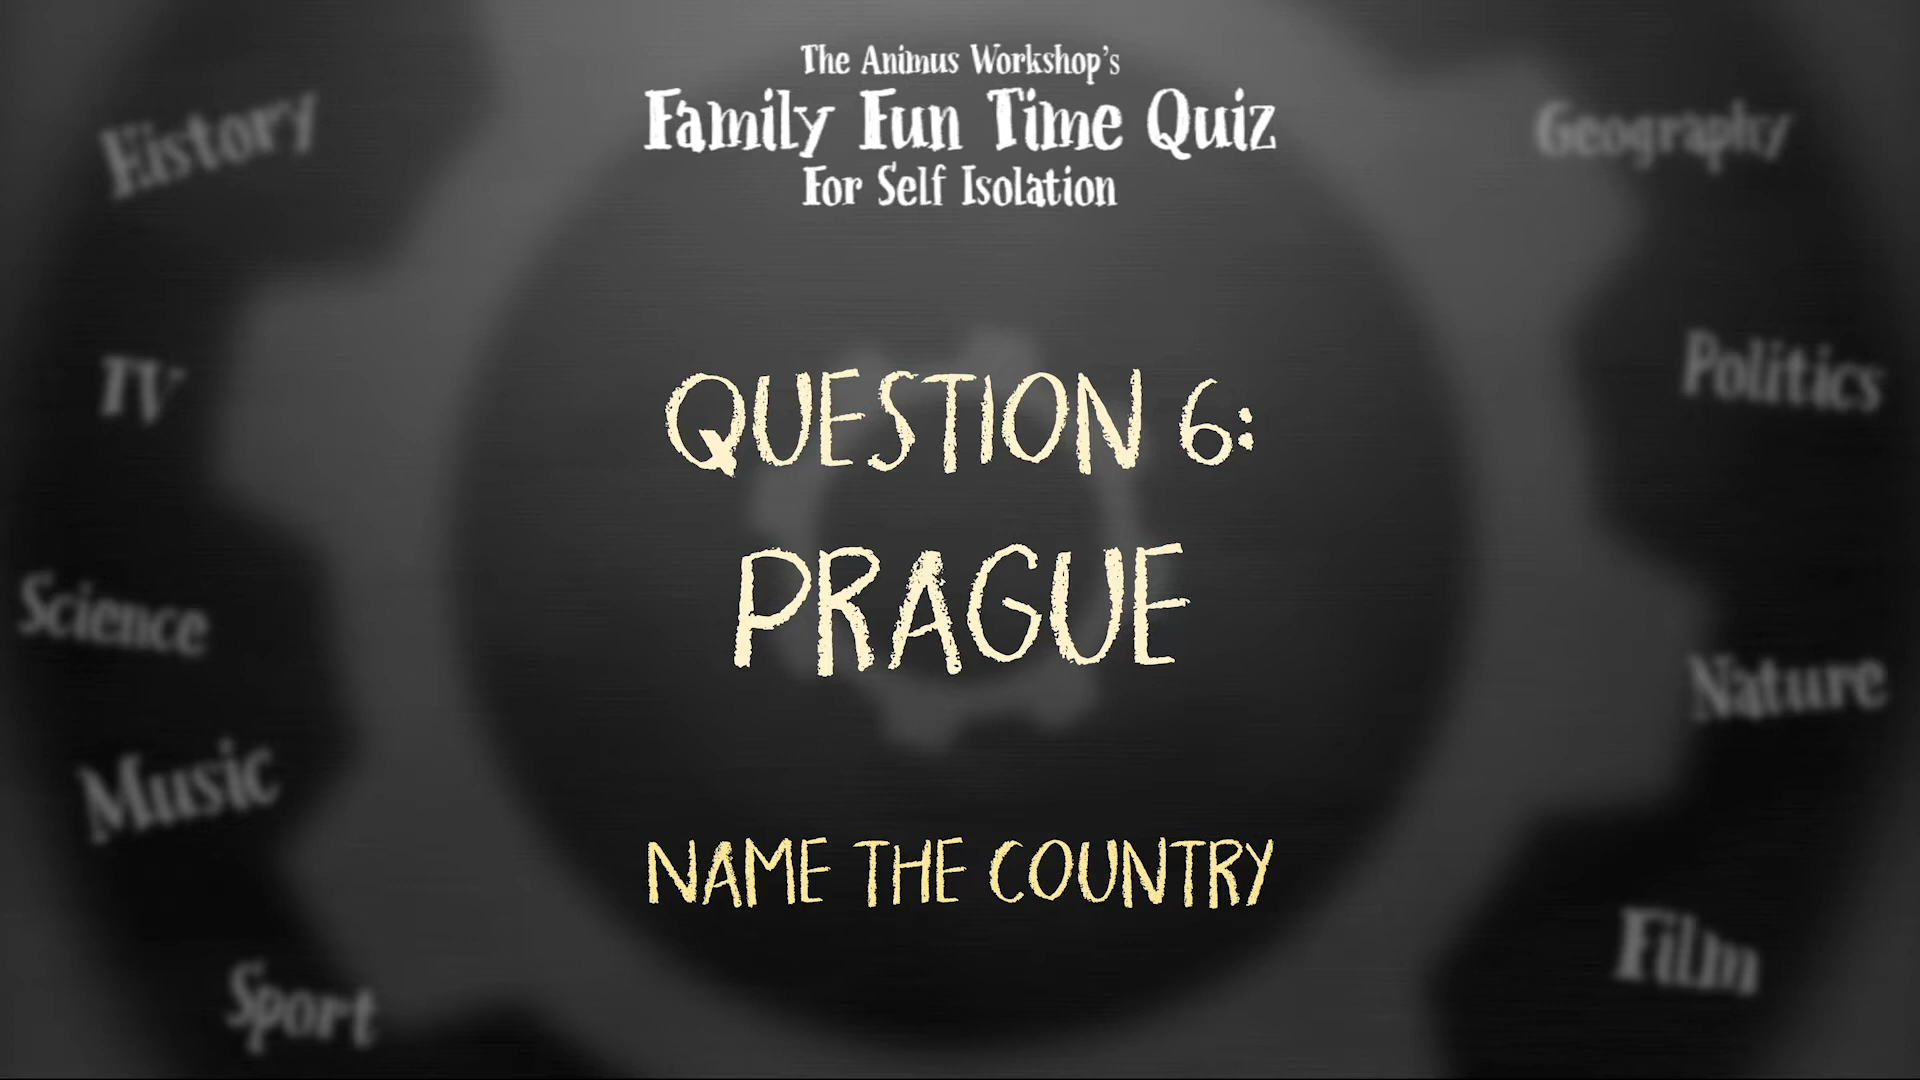 The Animus Workshop's
Family Fun Time Quiz
For Self Isolation
History
Geography
TV
Politics
QUESTION 6:
PRAGUE
Science
Nature
Music
NAME THE COUNTRY
Sport
Film